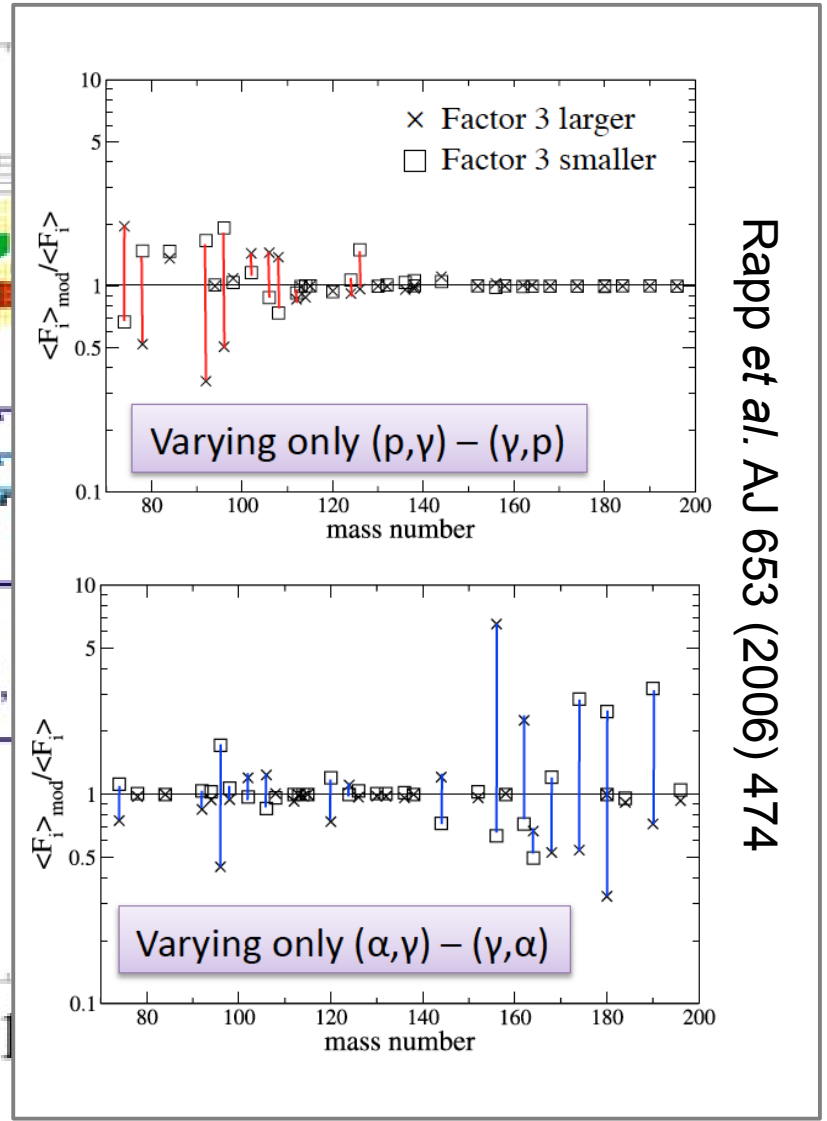 10
× Factor 3 larger
5
□ Factor 3 smaller
<F_i>_mod/<F_i>
1
0.5
Varying only (p,γ) – (γ,p)
0.1
80 100 120 140 160 180 200
mass number
10
5
<F_i>_mod/<F_i>
1
0.5
Varying only (α,γ) – (γ,α)
0.1
80 100 120 140 160 180 200
mass number
Rapp et al. AJ 653 (2006) 474